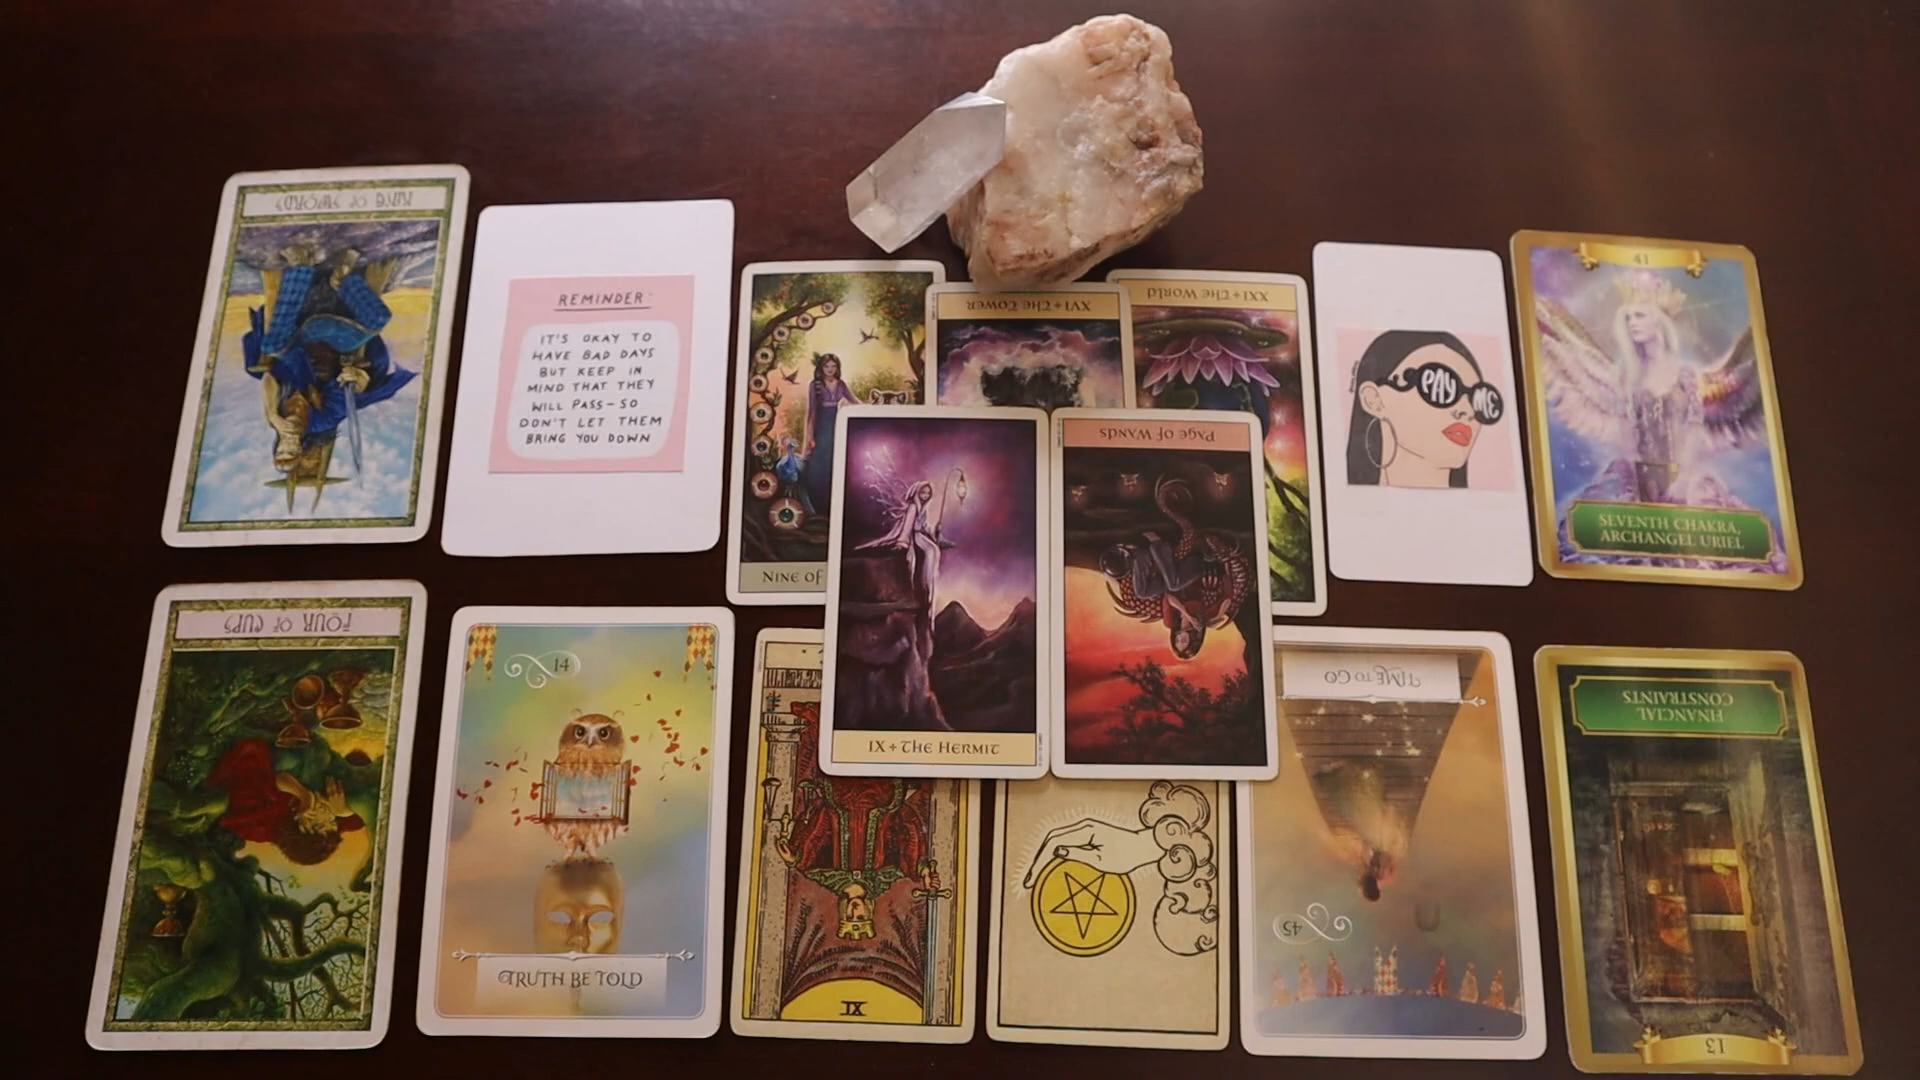 KING OF SWORDS
REMINDER:
IT'S OKAY TO
HAVE BAD DAYS
BUT KEEP IN
MIND THAT THEY
WILL PASS-SO
DON'T LET THEM
BRING YOU DOWN
NINE OF
XVI + THE TOWER
XXI + THE WORLD
PAY
ME
41
SEVENTH CHAKRA,
ARCHANGEL URIEL
IX + THE HERMIT
PAGE OF WANDS
FOUR OF CUPS
14
TRUTH BE TOLD
XI
TIME TO GO
45
FINANCIAL
CONSTRAINTS
13